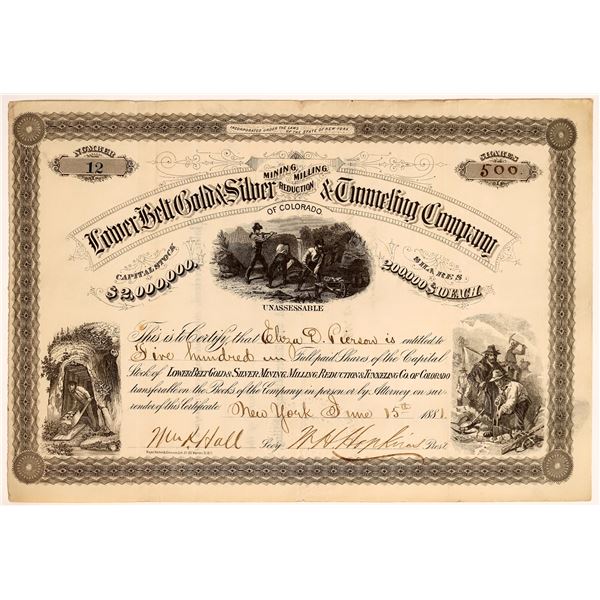 INCORPORATED UNDER THE LAWS OF THE STATE OF NEW YORK
NUMBER
12
SHARES
500
Lower Belt Gold & Silver MINING, MILLING, REDUCTION & Tunneling Company
OF COLORADO
CAPITAL STOCK
$2,000,000.
SHARES
200,000 $10 EACH.
UNASSESSABLE
This is to Certify that Eliza D. Pierson is entitled to
Five hundred Full paid Shares of the Capital
Stock of LOWER BELT GOLD & SILVER MINING, MILLING, REDUCTION & TUNNELING CO. OF COLORADO
transferable on the Books of the Company in person or by Attorney on sur-
render of this Certificate New York June 15th 1881.
Wm Hall Secy. W. H. Hopkins Prest.